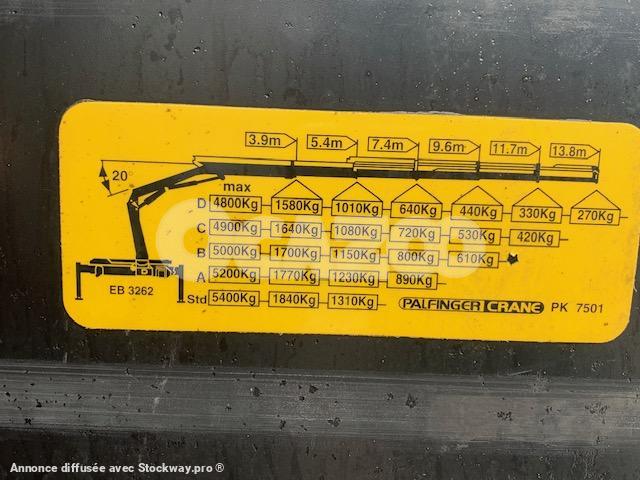 3.9m 5.4m 7.4m 9.6m 11.7m 13.8m
20°
max
D 4800Kg 1580Kg 1010Kg 640Kg 440Kg 330Kg 270Kg
C 4900Kg 1640Kg 1080Kg 720Kg 530Kg 420Kg
B 5000Kg 1700Kg 1150Kg 800Kg 610Kg
A 5200Kg 1770Kg 1230Kg 890Kg
EB 3262
Std 5400Kg 1840Kg 1310Kg PALFINGER CRANE PK 7501
Annonce diffusée avec Stockway.pro ®